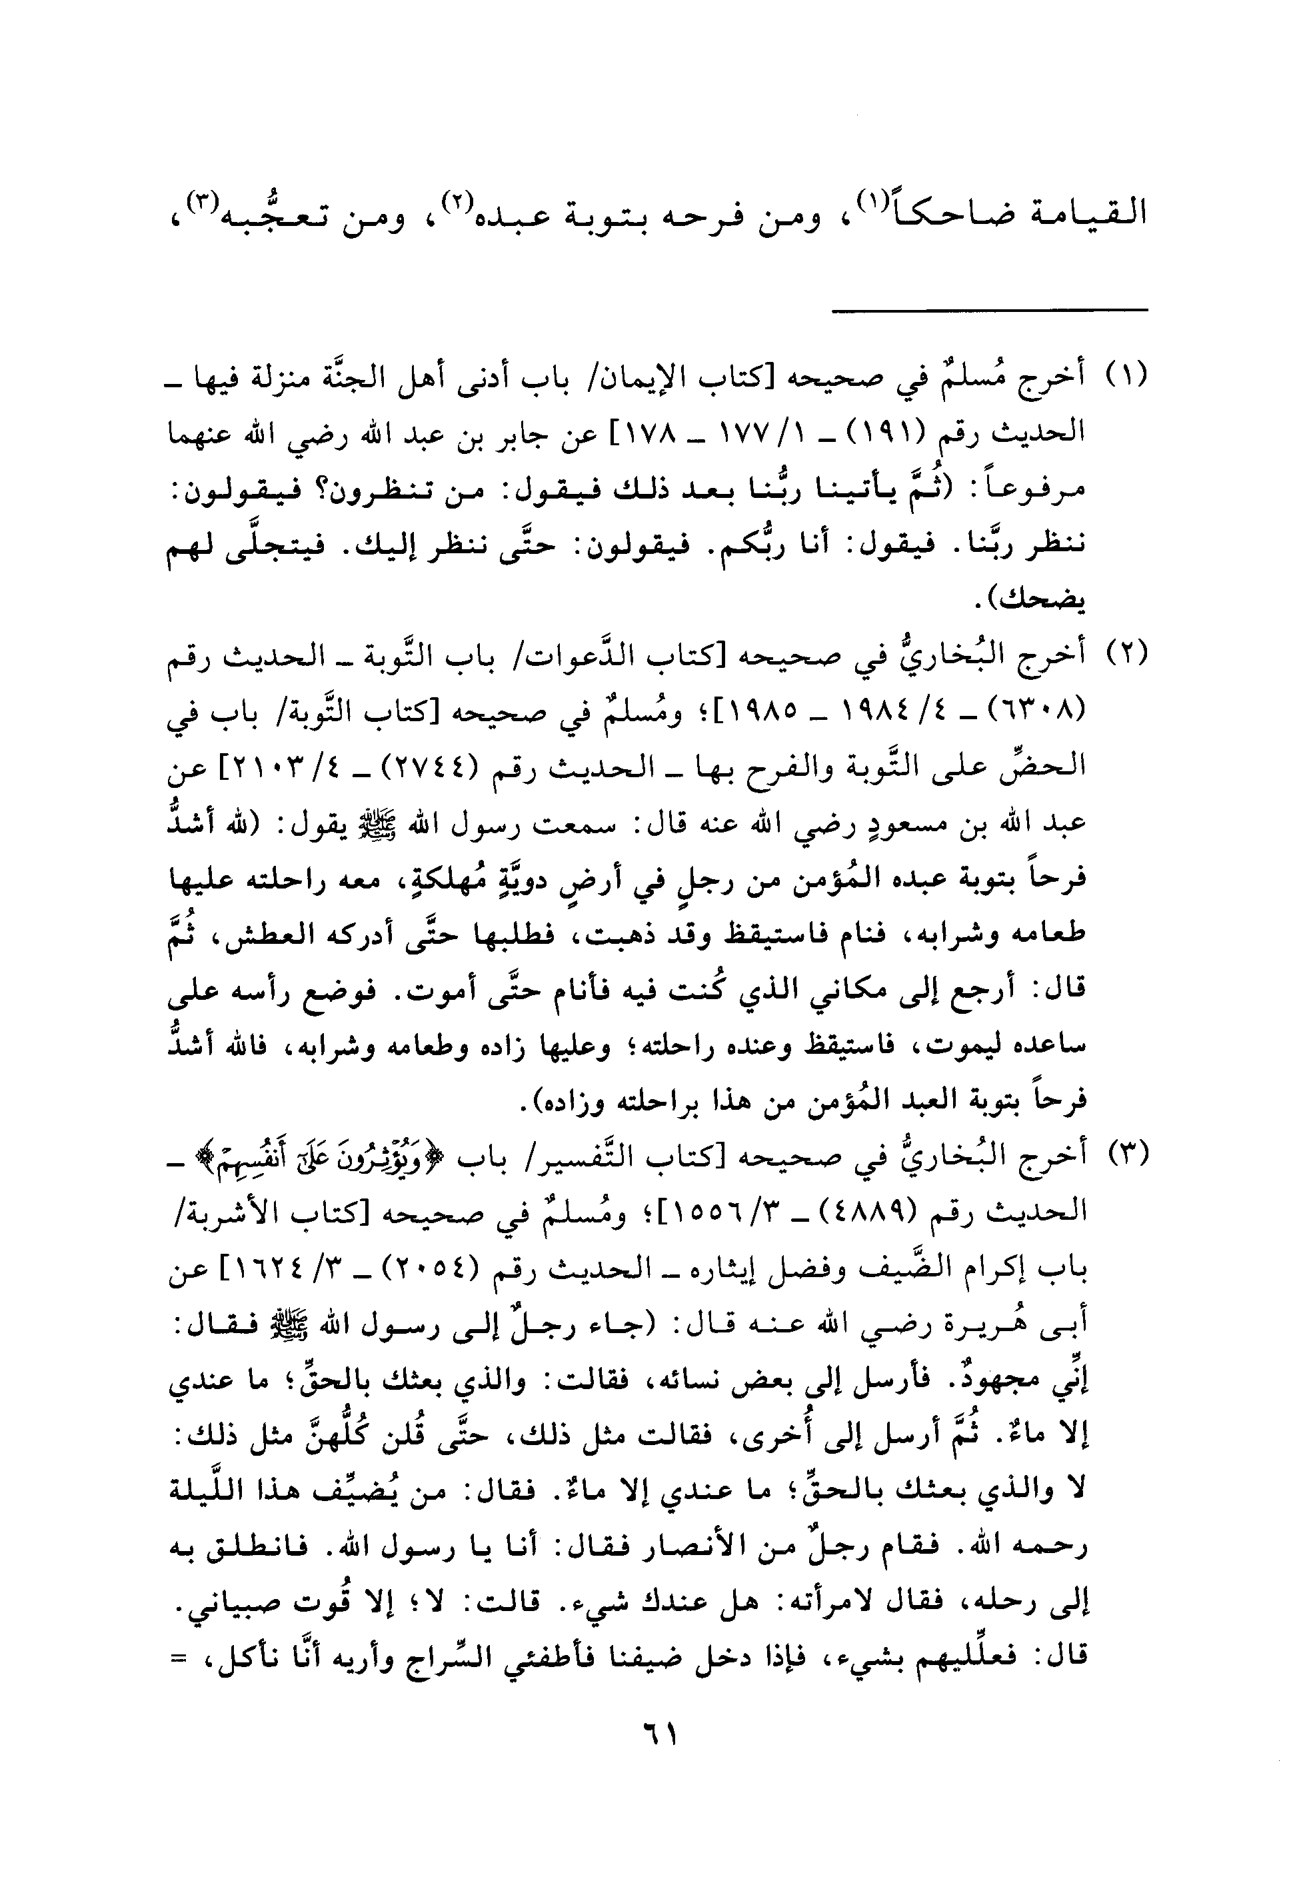 القيامة ضاحكاً(١)، ومن فرحه بتوبة عبده(٢)، ومن تعجُّبه(٣)،
(١) أخرج مُسلمٌ في صحيحه [كتاب الإيمان/ باب أدنى أهل الجنَّة منزلة فيها ـ
الحديث رقم (١٩١) ـ ١/ ١٧٧ ـ ١٧٨] عن جابر بن عبد الله رضي الله عنهما
مرفوعاً: (ثُمَّ يأتينا ربُّنا بعد ذلك فيقول: من تنظرون؟ فيقولون:
ننظر ربَّنا. فيقول: أنا ربُّكم. فيقولون: حتَّى ننظر إليك. فيتجلَّى لهم
يضحك).
(٢) أخرج البُخاريُّ في صحيحه [كتاب الدَّعوات/ باب التَّوبة ـ الحديث رقم
(٦٣٠٨) ـ ٤/ ١٩٨٤ ـ ١٩٨٥]؛ ومُسلمٌ في صحيحه [كتاب التَّوبة/ باب في
الحضِّ على التَّوبة والفرح بها ـ الحديث رقم (٢٧٤٤) ـ ٤/ ٢١٠٣] عن
عبد الله بن مسعودٍ رضي الله عنه قال: سمعت رسول الله ﷺ يقول: (لله أشدُّ
فرحاً بتوبة عبده المُؤمن من رجلٍ في أرضٍ دويَّةٍ مُهلكةٍ، معه راحلته عليها
طعامه وشرابه، فنام فاستيقظ وقد ذهبت، فطلبها حتَّى أدركه العطش، ثُمَّ
قال: أرجع إلى مكاني الذي كُنت فيه فأنام حتَّى أموت. فوضع رأسه على
ساعده ليموت، فاستيقظ وعنده راحلته؛ وعليها زاده وطعامه وشرابه، فالله أشدُّ
فرحاً بتوبة العبد المُؤمن من هذا براحلته وزاده).
(٣) أخرج البُخاريُّ في صحيحه [كتاب التَّفسير/ باب ﴿وَيُؤْثِرُونَ عَلَىٰٓ أَنفُسِهِمْ﴾ ـ
الحديث رقم (٤٨٨٩) ـ ٣/ ١٥٥٦]؛ ومُسلمٌ في صحيحه [كتاب الأشربة/
باب إكرام الضَّيف وفضل إيثاره ـ الحديث رقم (٢٠٥٤) ـ ٣/ ١٦٢٤] عن
أبي هُريرة رضي الله عنه قال: (جاء رجلٌ إلى رسول الله ﷺ فقال:
إنِّي مجهودٌ. فأرسل إلى بعض نسائه، فقالت: والذي بعثك بالحقِّ؛ ما عندي
إلا ماءٌ. ثُمَّ أرسل إلى أُخرى، فقالت مثل ذلك، حتَّى قُلن كُلُّهنَّ مثل ذلك:
لا والذي بعثك بالحقِّ؛ ما عندي إلا ماءٌ. فقال: من يُضيِّف هذا اللَّيلة
رحمه الله. فقام رجلٌ من الأنصار فقال: أنا يا رسول الله. فانطلق به
إلى رحله، فقال لامرأته: هل عندك شيء. قالت: لا؛ إلا قُوت صبياني.
قال: فعلِّليهم بشيء، فإذا دخل ضيفنا فأطفئي السِّراج وأريه أنَّا نأكل، =
٦١